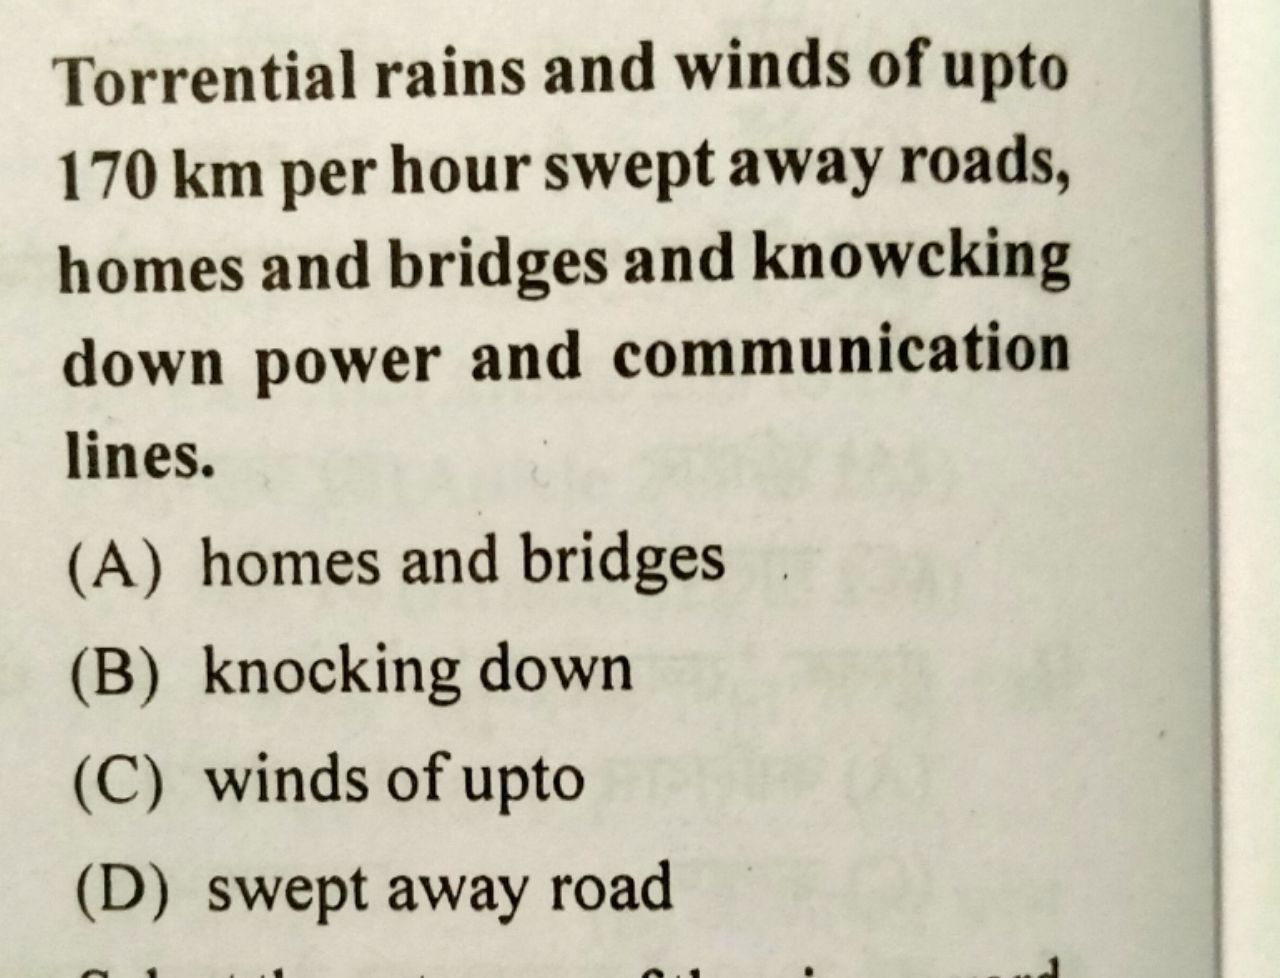 Torrential rains and winds of upto
170 km per hour swept away roads,
homes and bridges and knowcking
down power and communication
lines.
(A) homes and bridges
(B) knocking down
(C) winds of upto
(D) swept away road